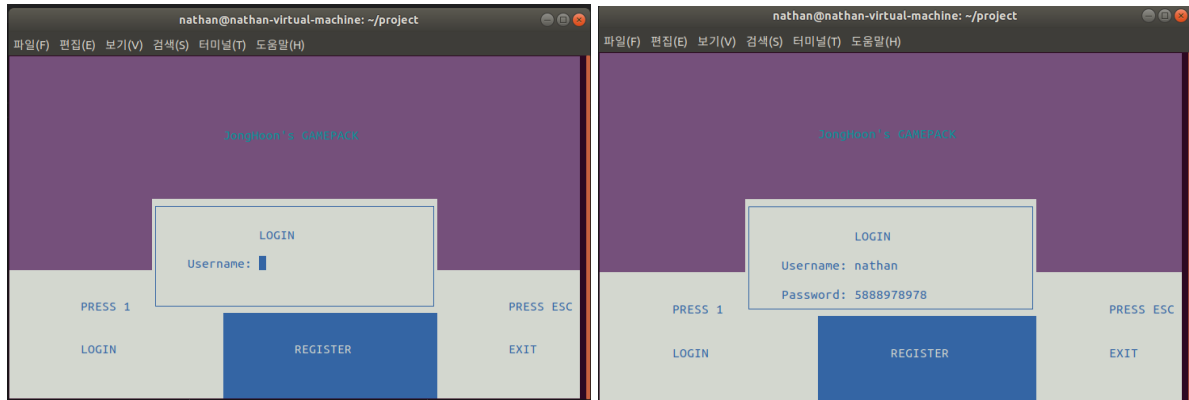 nathan@nathan-virtual-machine: ~/project
파일(F) 편집(E) 보기(V) 검색(S) 터미널(T) 도움말(H)
JongHoon's GAMEPACK
LOGIN
Username:
PRESS 1
PRESS ESC
LOGIN
REGISTER
EXIT
nathan@nathan-virtual-machine: ~/project
파일(F) 편집(E) 보기(V) 검색(S) 터미널(T) 도움말(H)
JongHoon's GAMEPACK
LOGIN
Username: nathan
Password: 5888978978
PRESS 1
PRESS ESC
LOGIN
REGISTER
EXIT